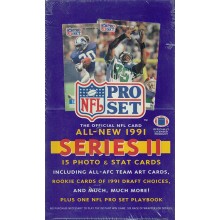 NFL
PRO
SET
THE OFFICIAL NFL CARD
ALL-NEW 1991
SERIES II
15 PHOTO & STAT CARDS
INCLUDING ALL-AFC TEAM ART CARDS,
ROOKIE CARDS OF 1991 DRAFT CHOICES,
AND MUCH, MUCH MORE!
PLUS ONE NFL PRO SET PLAYBOOK